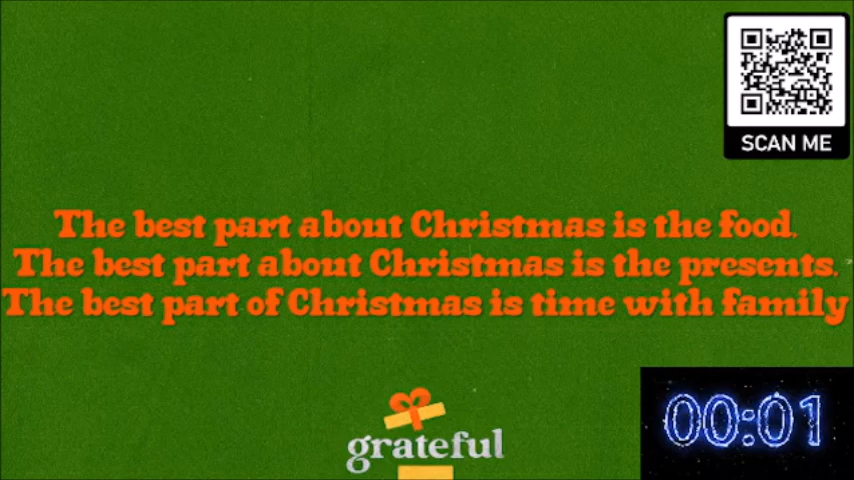 SCAN ME
The best part about Christmas is the food.
The best part about Christmas is the presents.
The best part of Christmas is time with family
grateful
00:01